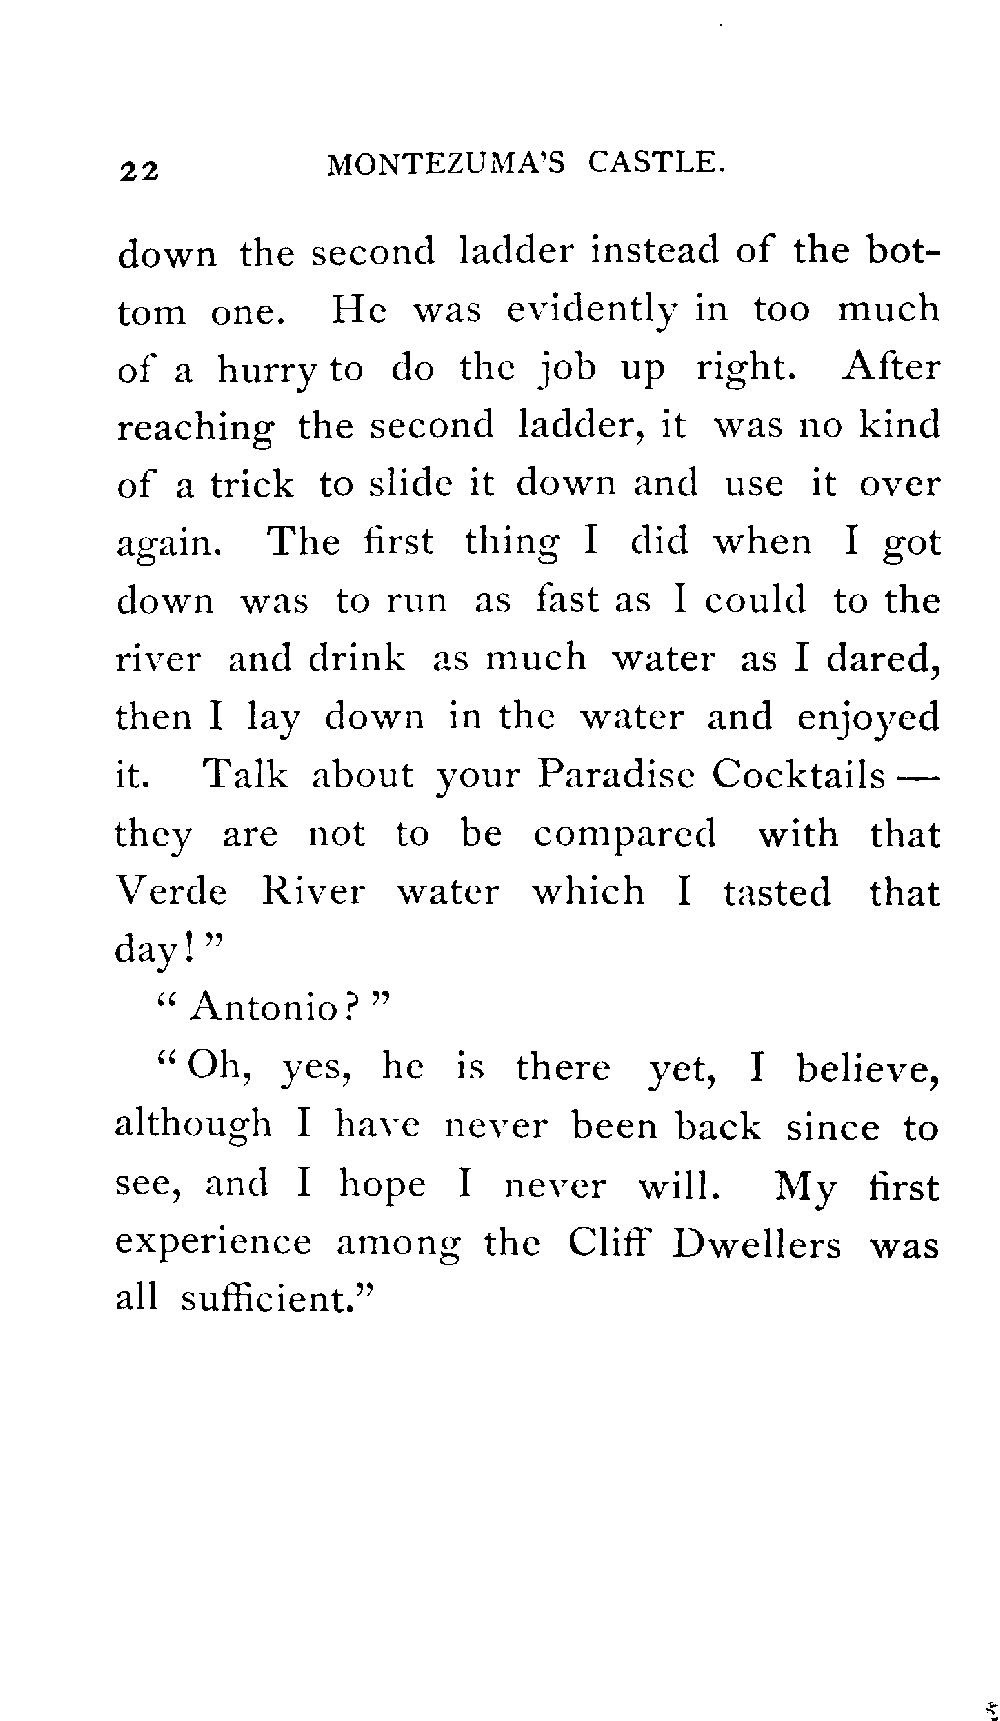 22 MONTEZUMA'S CASTLE.
down the second ladder instead of the bot-
tom one. He was evidently in too much
of a hurry to do the job up right. After
reaching the second ladder, it was no kind
of a trick to slide it down and use it over
again. The first thing I did when I got
down was to run as fast as I could to the
river and drink as much water as I dared,
then I lay down in the water and enjoyed
it. Talk about your Paradise Cocktails —
they are not to be compared with that
Verde River water which I tasted that
day!"
"Antonio?"
"Oh, yes, he is there yet, I believe,
although I have never been back since to
see, and I hope I never will. My first
experience among the Cliff Dwellers was
all sufficient."